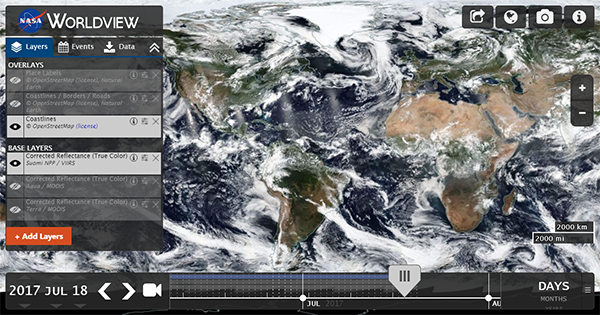 NASA WORLDVIEW
Layers Events Data
OVERLAYS
Place Labels
© OpenStreetMap (license), Natural
Earth
Coastlines / Borders / Roads
© OpenStreetMap (license), Natural
Earth
Coastlines
© OpenStreetMap (license)
BASE LAYERS
Corrected Reflectance (True Color)
Suomi NPP / VIIRS
Corrected Reflectance (True Color)
Aqua / MODIS
Corrected Reflectance (True Color)
Terra / MODIS
+ Add Layers
+
−
2000 km
2000 mi
2017 JUL 18
JUL 2017
AU
DAYS
MONTHS